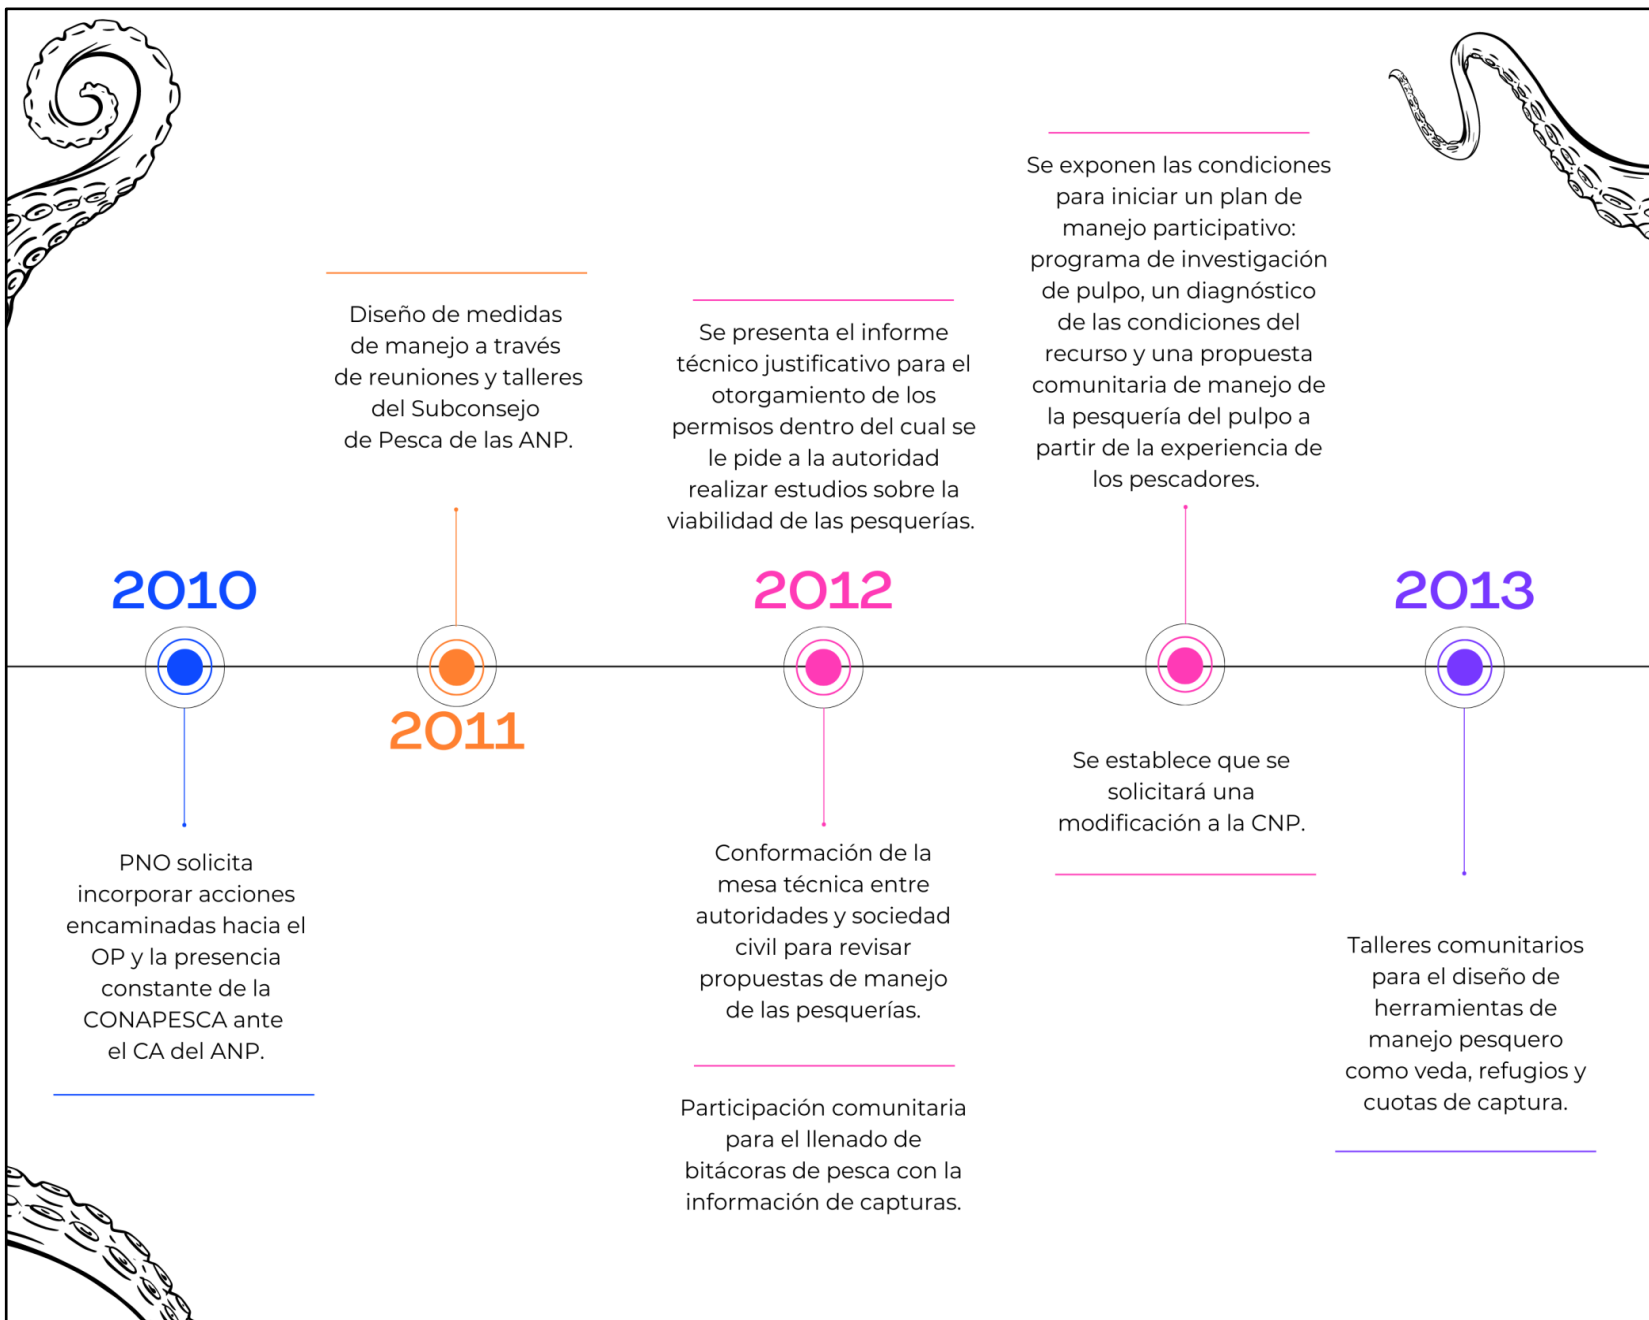 2010
PNO solicita
incorporar acciones
encaminadas hacia el
OP y la presencia
constante de la
CONAPESCA ante
el CA del ANP.
Diseño de medidas
de manejo a través
de reuniones y talleres
del Subconsejo
de Pesca de las ANP.
2011
Se presenta el informe
técnico justificativo para el
otorgamiento de los
permisos dentro del cual se
le pide a la autoridad
realizar estudios sobre la
viabilidad de las pesquerías.
2012
Conformación de la
mesa técnica entre
autoridades y sociedad
civil para revisar
propuestas de manejo
de las pesquerías.
Participación comunitaria
para el llenado de
bitácoras de pesca con la
información de capturas.
Se exponen las condiciones
para iniciar un plan de
manejo participativo:
programa de investigación
de pulpo, un diagnóstico
de las condiciones del
recurso y una propuesta
comunitaria de manejo de
la pesquería del pulpo a
partir de la experiencia de
los pescadores.
Se establece que se
solicitará una
modificación a la CNP.
2013
Talleres comunitarios
para el diseño de
herramientas de
manejo pesquero
como veda, refugios y
cuotas de captura.